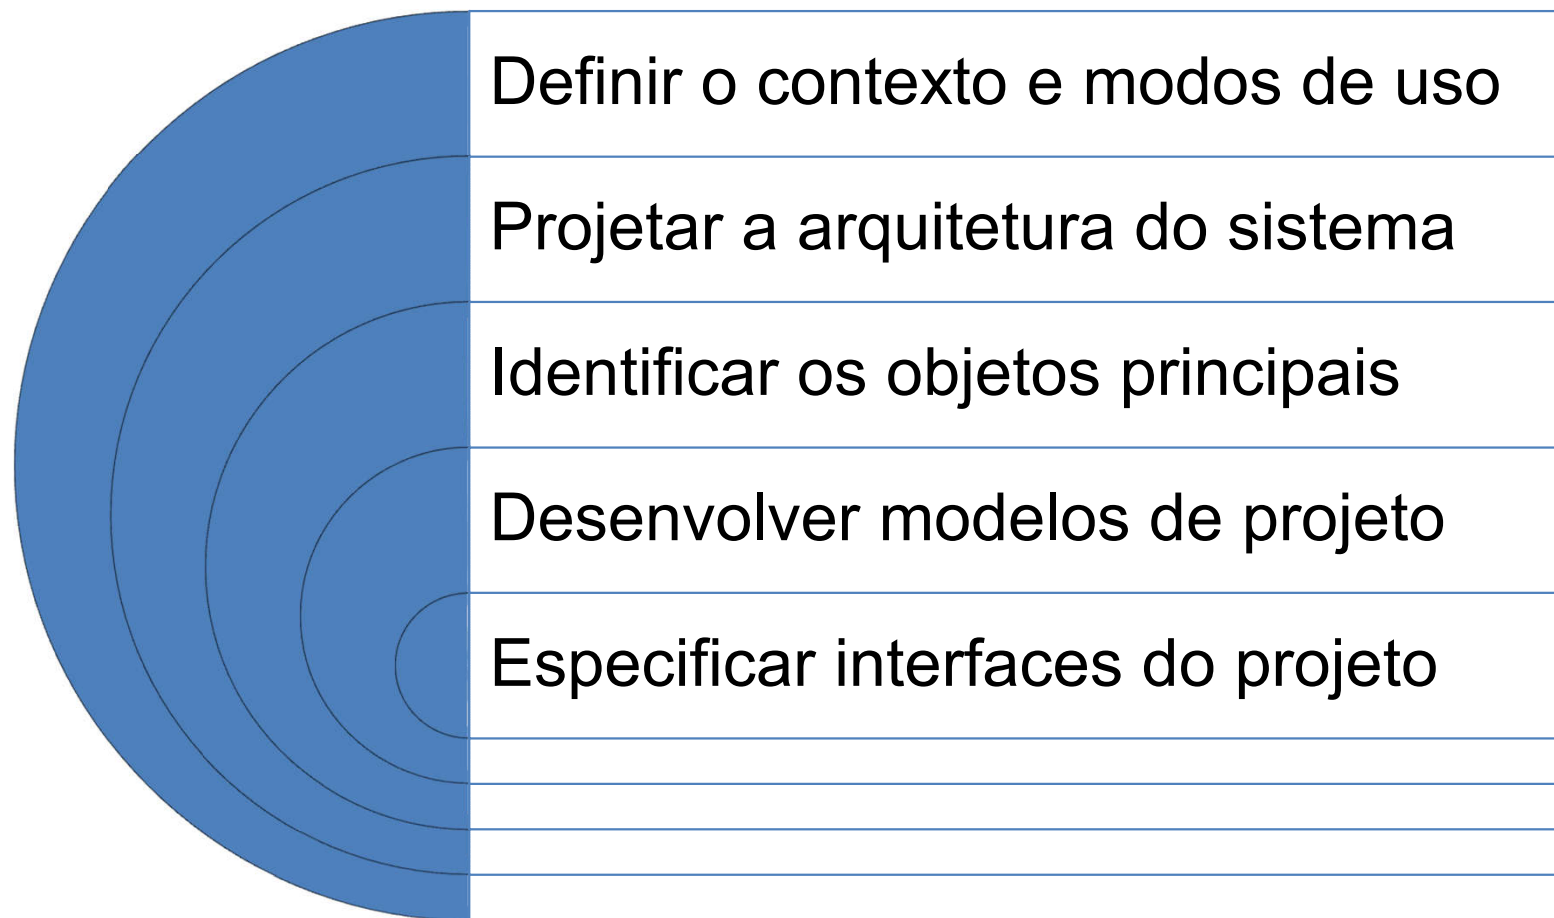 Definir o contexto e modos de uso
Projetar a arquitetura do sistema
Identificar os objetos principais
Desenvolver modelos de projeto
Especificar interfaces do projeto